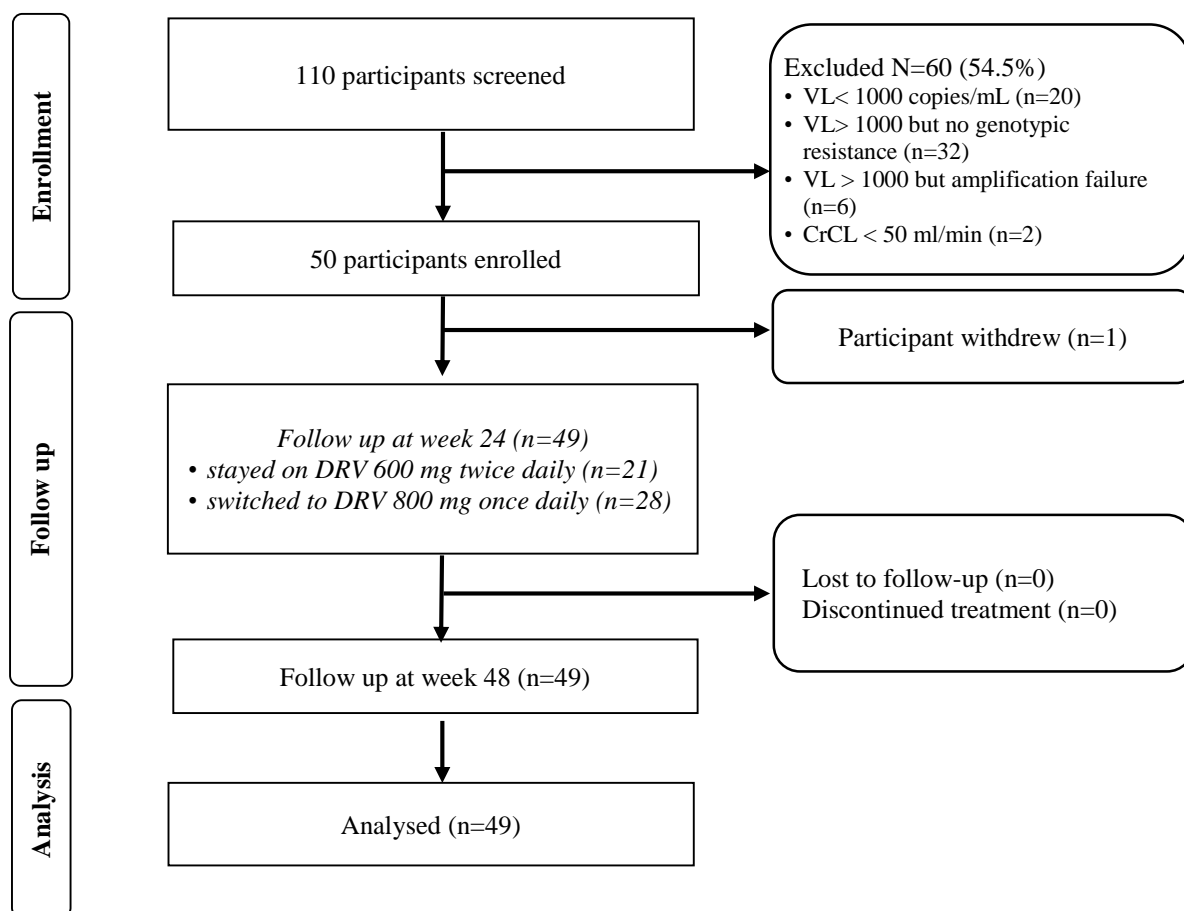 Enrollment
110 participants screened
Excluded N=60 (54.5%)
• VL< 1000 copies/mL (n=20)
• VL> 1000 but no genotypic
resistance (n=32)
• VL > 1000 but amplification failure
(n=6)
• CrCL < 50 ml/min (n=2)
50 participants enrolled
Follow up
Participant withdrew (n=1)
Follow up at week 24 (n=49)
• stayed on DRV 600 mg twice daily (n=21)
• switched to DRV 800 mg once daily (n=28)
Lost to follow-up (n=0)
Discontinued treatment (n=0)
Follow up at week 48 (n=49)
Analysis
Analysed (n=49)